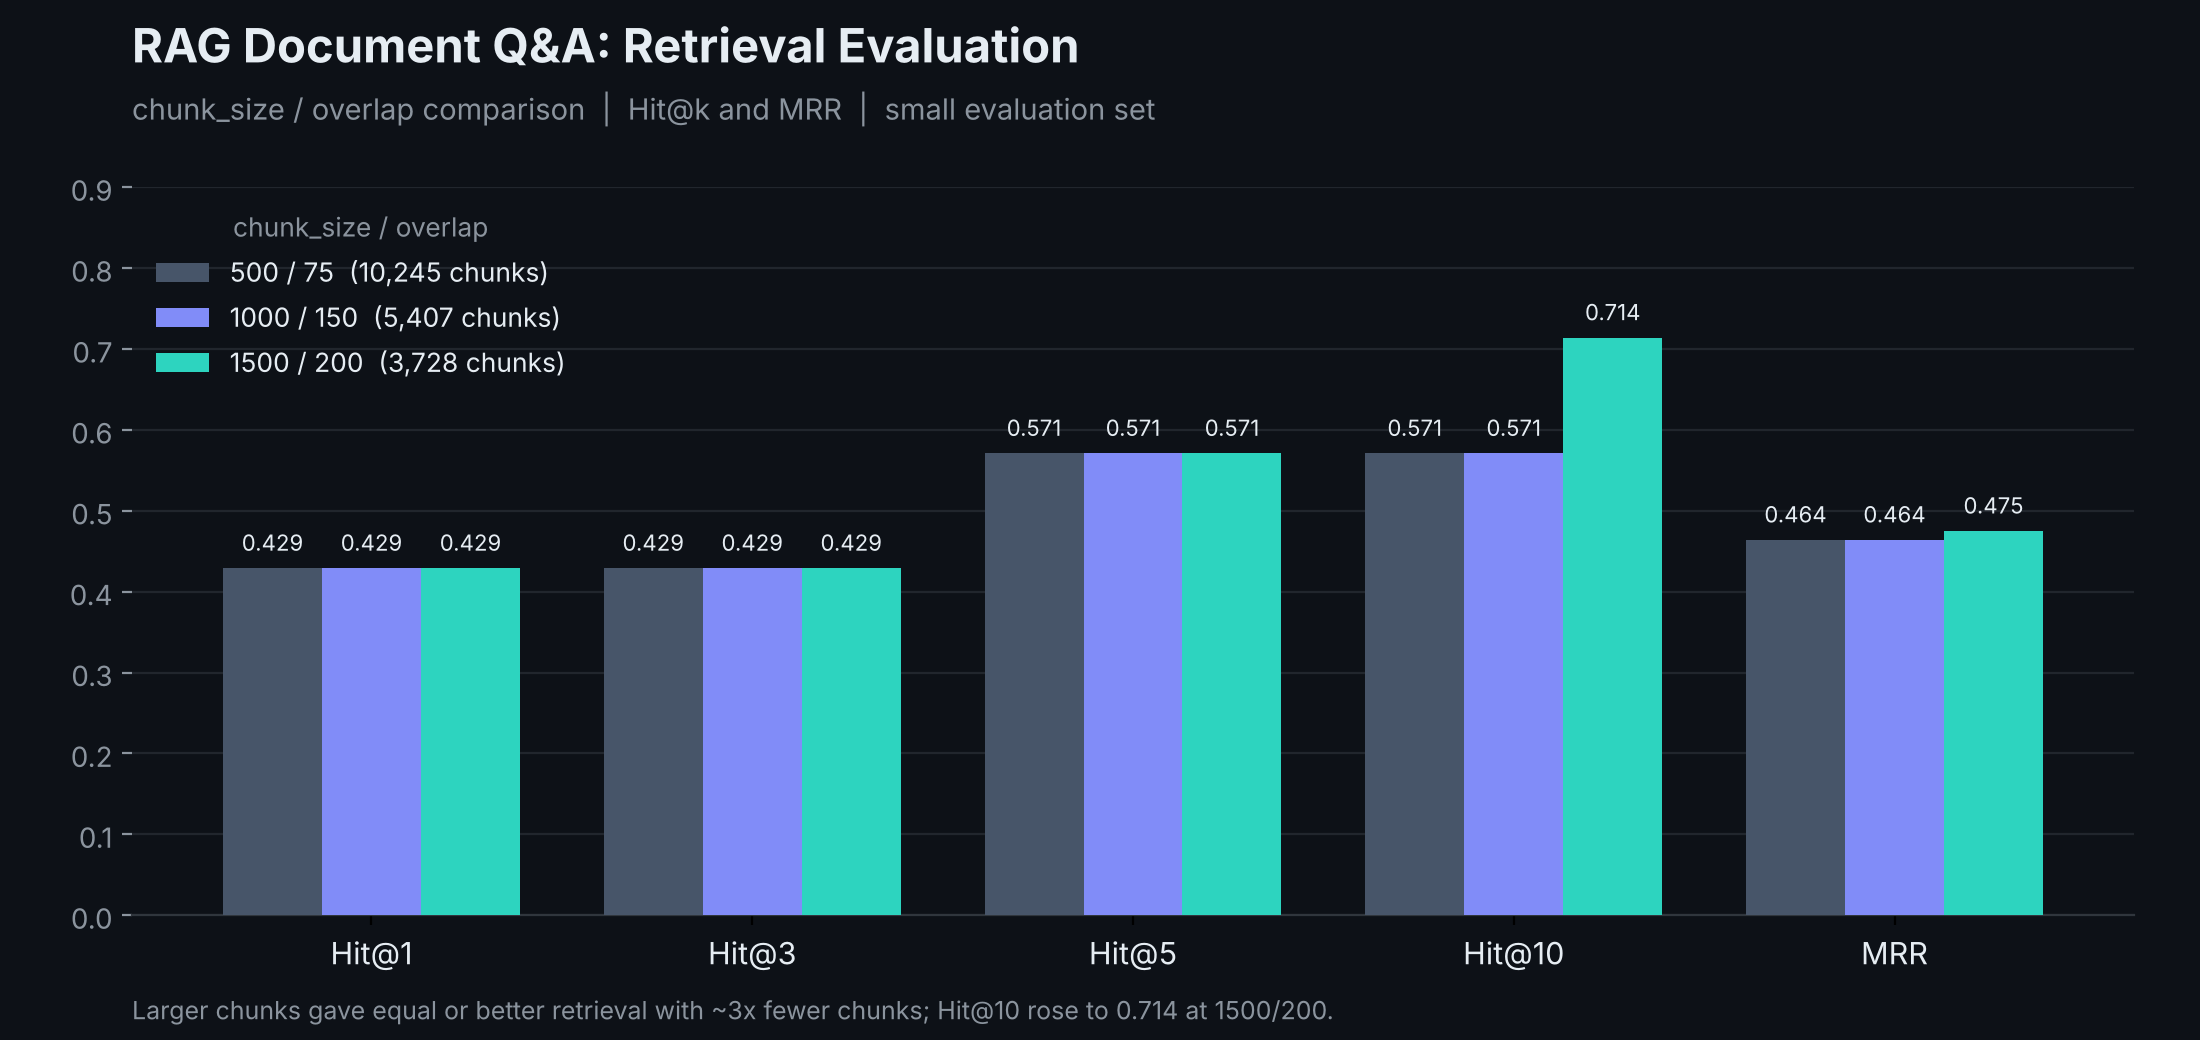 RAG Document Q&A: Retrieval Evaluation
chunk_size / overlap comparison | Hit@k and MRR | small evaluation set
0.9
chunk_size / overlap
0.8
500 / 75 (10,245 chunks)
1000 / 150 (5,407 chunks)
0.714
0.7
1500 / 200 (3,728 chunks)
0.6
0.571 0.571 0.571 0.571 0.571
0.5
0.464 0.464 0.475
0.429 0.429 0.429 0.429 0.429 0.429
0.4
0.3
0.2
0.1
0.0
Hit@1 Hit@3 Hit@5 Hit@10 MRR
Larger chunks gave equal or better retrieval with ~3x fewer chunks; Hit@10 rose to 0.714 at 1500/200.